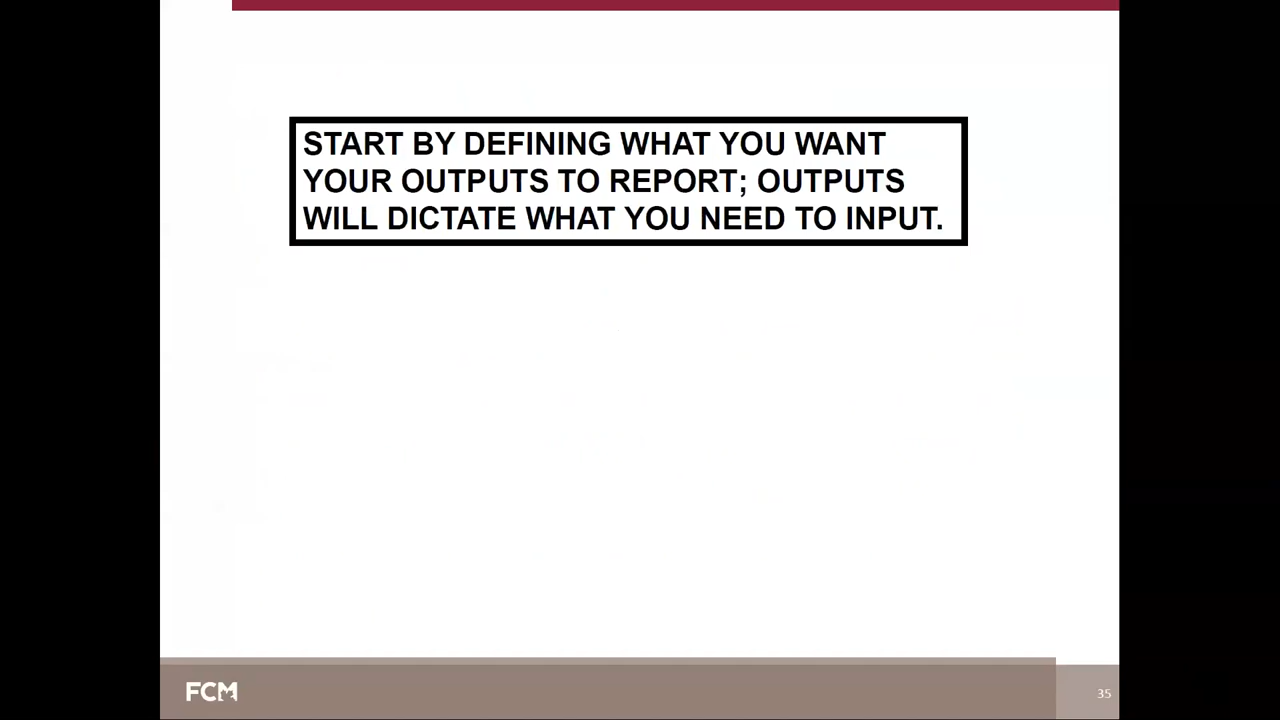 START BY DEFINING WHAT YOU WANT
YOUR OUTPUTS TO REPORT; OUTPUTS
WILL DICTATE WHAT YOU NEED TO INPUT.
FCM
35